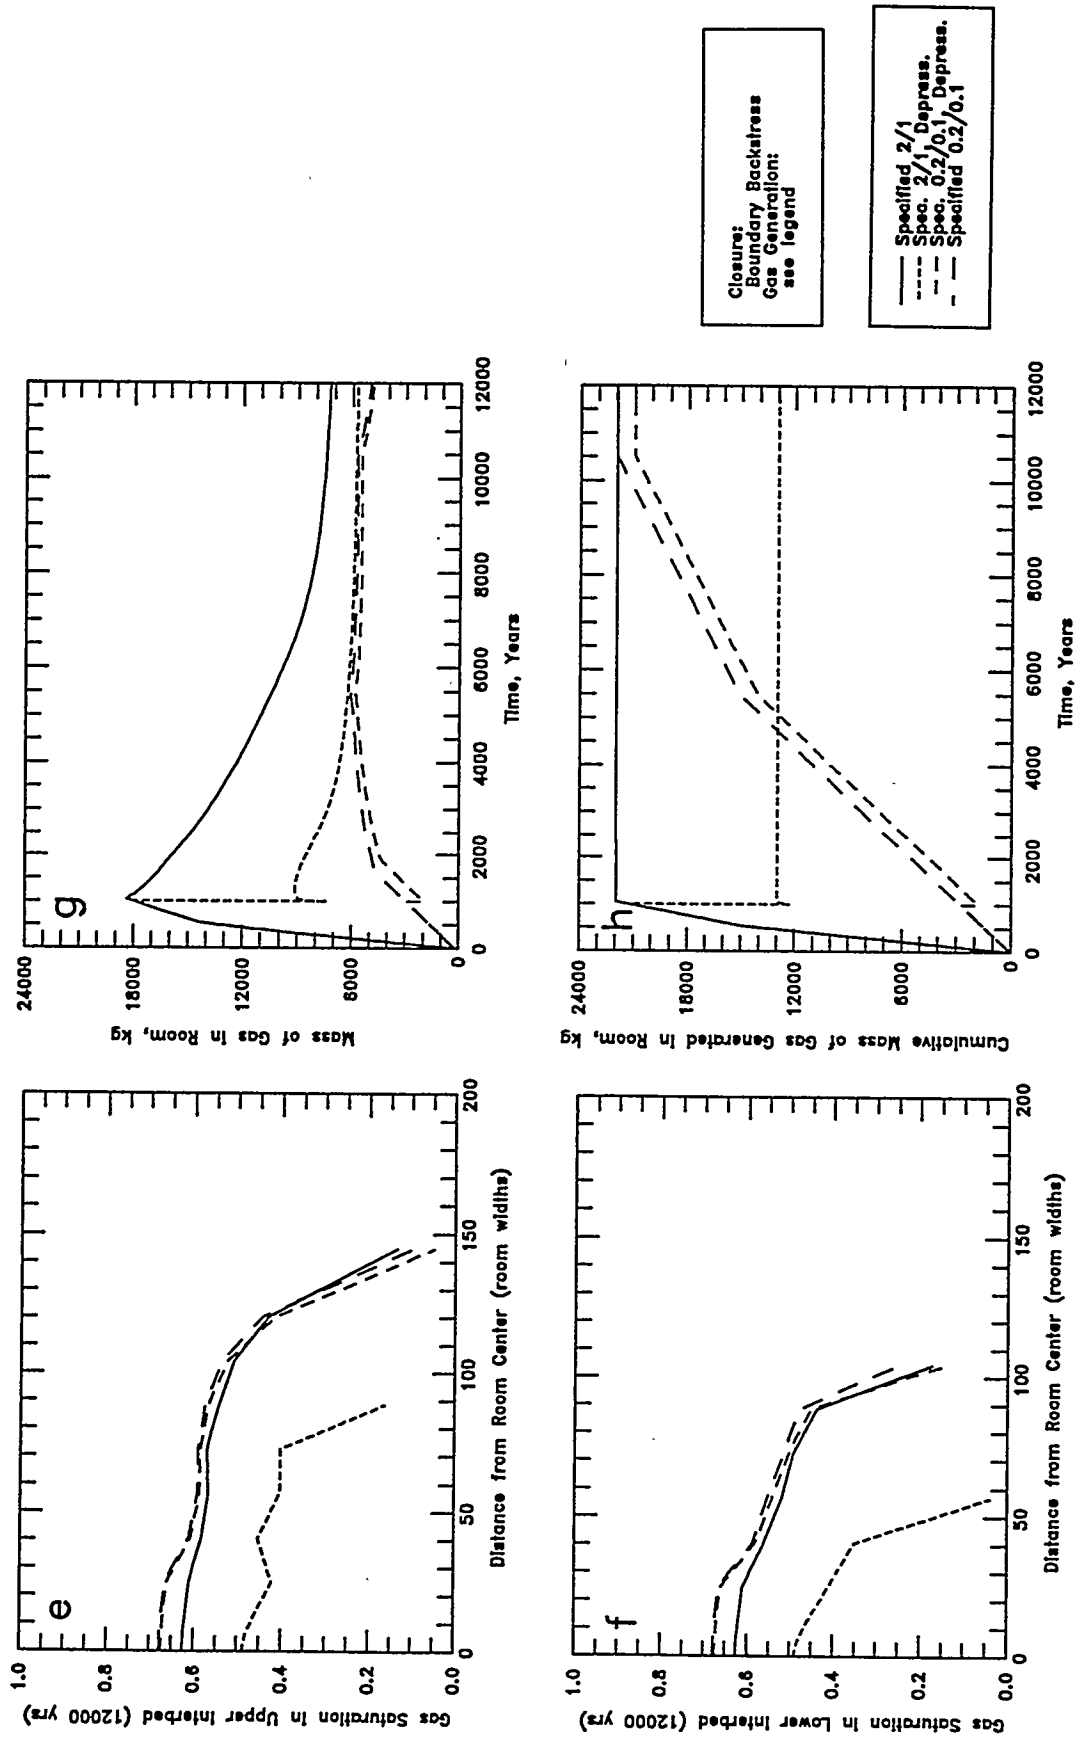 e
Gas Saturation in Upper Interbed (12000 yrs)
1.0
0.8
0.6
0.4
0.2
0.0
0
50
100
150
200
Distance from Room Center (room widths)
g
Mass of Gas in Room, kg
24000
18000
12000
6000
0
0
2000
4000
6000
8000
10000
12000
Time, Years
f
Gas Saturation in Lower Interbed (12000 yrs)
1.0
0.8
0.6
0.4
0.2
0.0
0
50
100
150
200
Distance from Room Center (room widths)
h
Cumulative Mass of Gas Generated in Room, kg
24000
18000
12000
6000
0
0
2000
4000
6000
8000
10000
12000
Time, Years
Closure:
Boundary Backstress
Gas Generation:
see legend
Specified 2/1
Spec. 2/1, Depress.
Spec. 0.2/0.1, Depress.
Specified 0.2/0.1